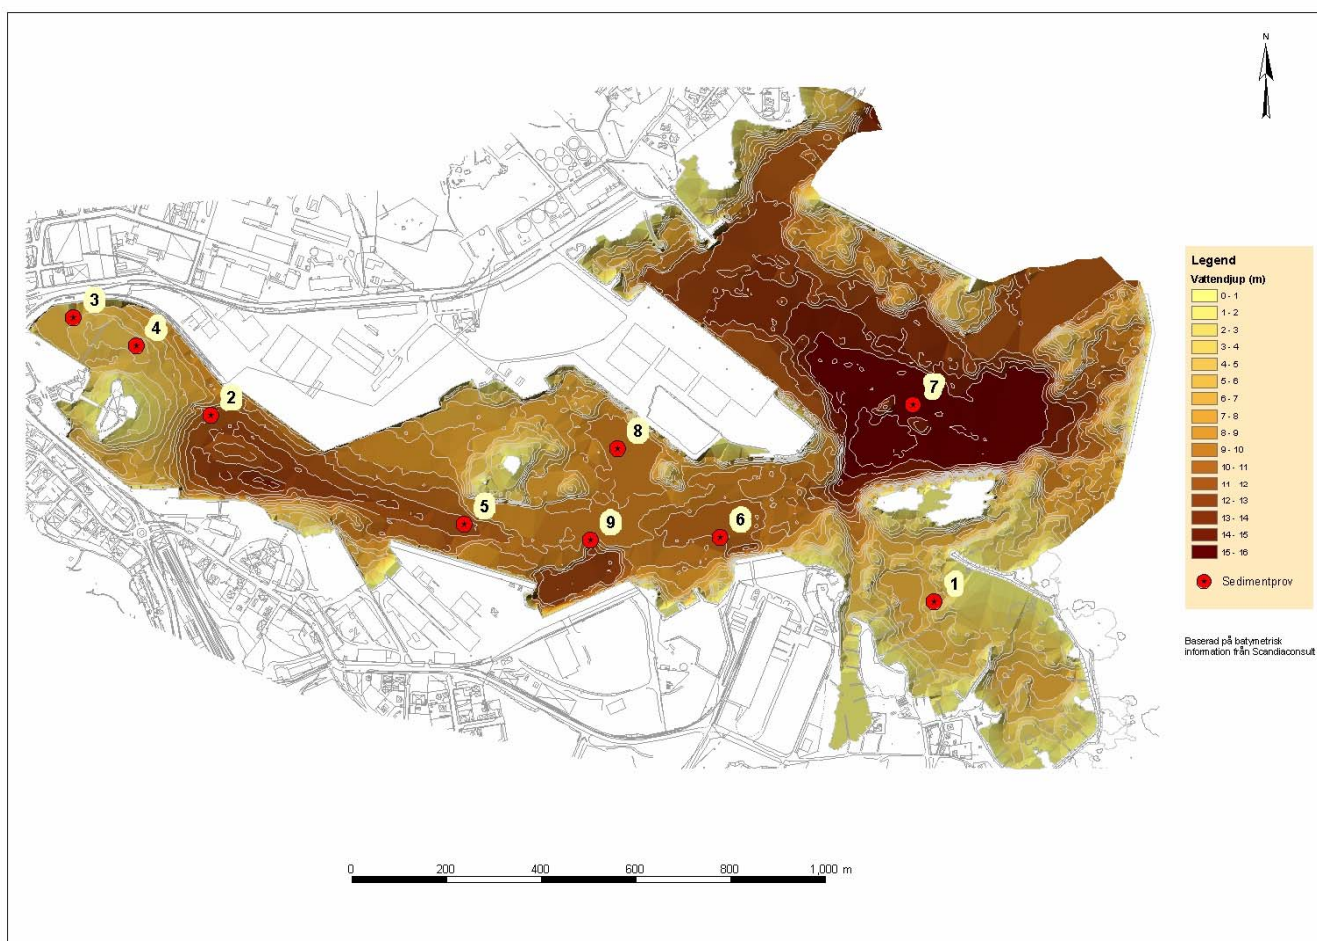 N
3
4
2
7
8
5
9
6
1
Legend
Vattendjup (m)
0 - 1
1 - 2
2 - 3
3 - 4
4 - 5
5 - 6
6 - 7
7 - 8
8 - 9
9 - 10
10 - 11
11 - 12
12 - 13
13 - 14
14 - 15
15 - 16
Sedimentprov
Baserad på batymetrisk
information från Scandiaconsult
0 200 400 600 800 1,000 m